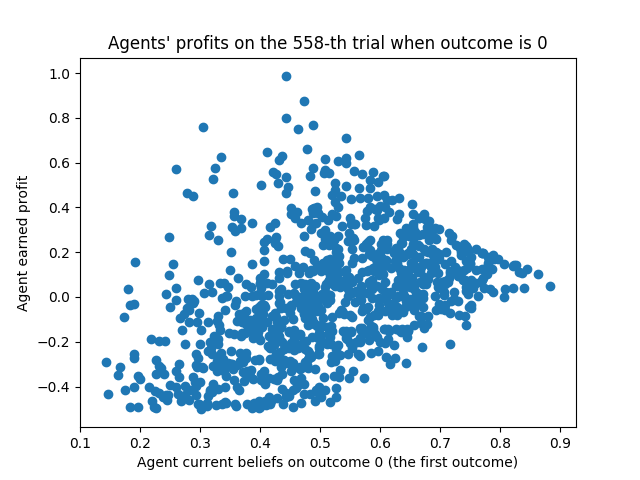 Agents' profits on the 558-th trial when outcome is 0
1.0
0.8
0.6
0.4
0.2
0.0
−0.2
−0.4
Agent earned profit
0.1 0.2 0.3 0.4 0.5 0.6 0.7 0.8 0.9
Agent current beliefs on outcome 0 (the first outcome)